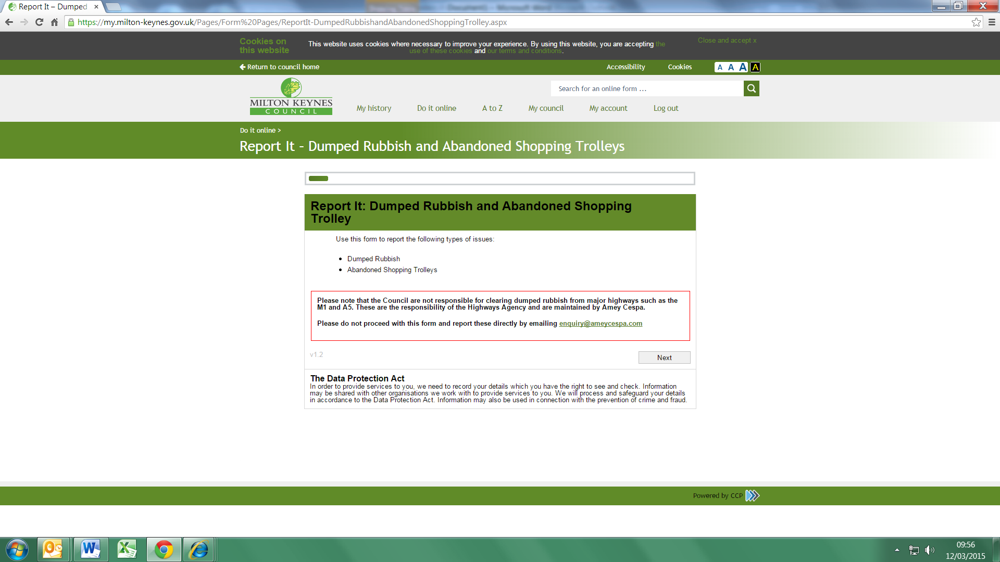 Report It – Dumped
https://my.milton-keynes.gov.uk/Pages/Form%20Pages/ReportIt-DumpedRubbishandAbandonedShoppingTrolley.aspx
Cookies on
this website
This website uses cookies where necessary to improve your experience. By using this website, you are accepting the
use of these cookies and our terms and conditions.
Close and accept x
Return to council home
Accessibility
Cookies
A A A A
MILTON KEYNES
COUNCIL
Search for an online form ...
My history
Do it online
A to Z
My council
My account
Log out
Do it online >
Report It – Dumped Rubbish and Abandoned Shopping Trolleys
Report It: Dumped Rubbish and Abandoned Shopping
Trolley
Use this form to report the following types of issues:
• Dumped Rubbish
• Abandoned Shopping Trolleys
Please note that the Council are not responsible for clearing dumped rubbish from major highways such as the
M1 and A5. These are the responsibility of the Highways Agency and are maintained by Amey Cespa.
Please do not proceed with this form and report these directly by emailing enquiry@ameycespa.com
v1.2
Next
The Data Protection Act
In order to provide services to you, we need to record your details which you have the right to see and check. Information
may be shared with other organisations we work with to provide services to you. We will process and safeguard your details
in accordance to the Data Protection Act. Information may also be used in connection with the prevention of crime and fraud.
Powered by CCP
09:56
12/03/2015